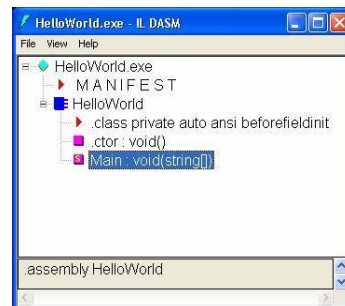 HelloWorld.exe - IL DASM
File View Help
HelloWorld.exe
M A N I F E S T
HelloWorld
.class private auto ansi beforefieldinit
.ctor : void()
S Main : void(string[])
.assembly HelloWorld